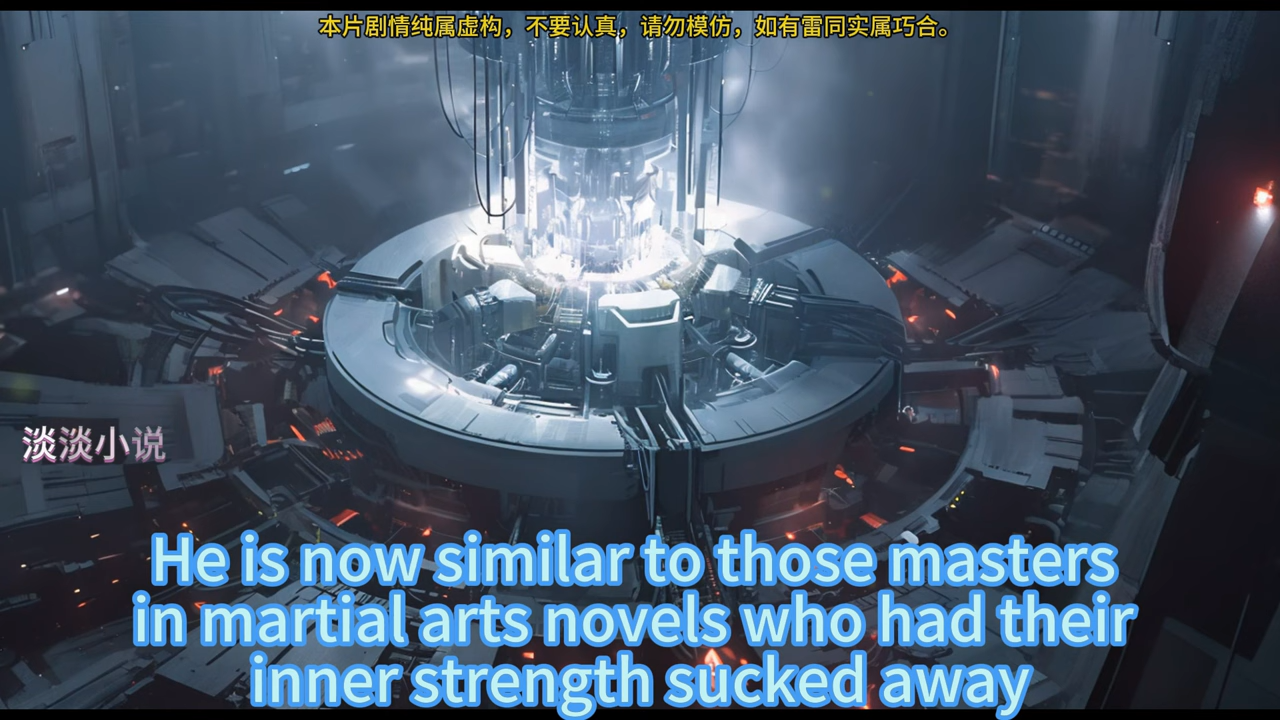 本片剧情纯属虚构，不要认真，请勿模仿，如有雷同实属巧合。
淡淡小说
He is now similar to those masters
in martial arts novels who had their
inner strength sucked away